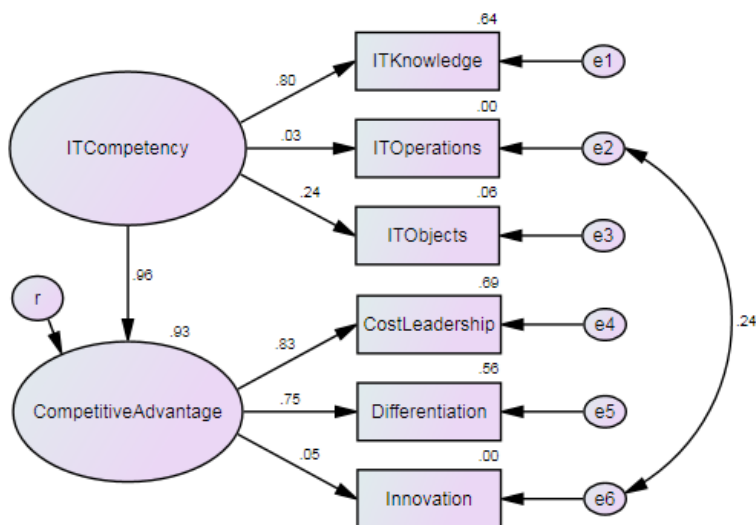 .64
ITKnowledge
e1
.80
.00
ITCompetency
.03
ITOperations
e2
.24
.06
ITObjects
e3
.96
.69
r
.93
.83
CostLeadership
e4
.24
.56
CompetitiveAdvantage
.75
Differentiation
e5
.05
.00
Innovation
e6